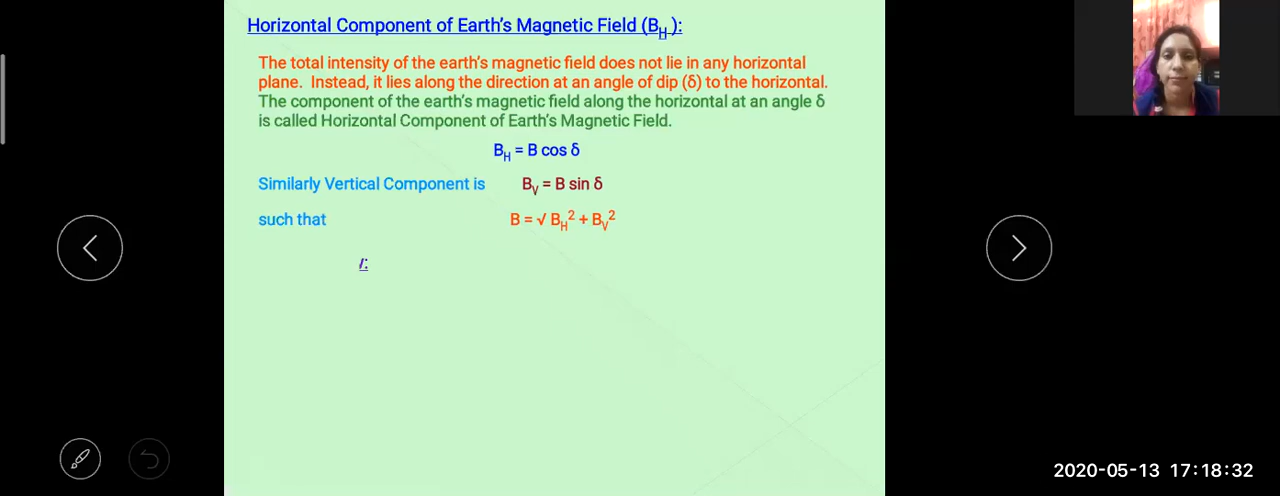 Horizontal Component of Earth's Magnetic Field (BH ):
The total intensity of the earth's magnetic field does not lie in any horizontal
plane. Instead, it lies along the direction at an angle of dip (δ) to the horizontal.
The component of the earth's magnetic field along the horizontal at an angle δ
is called Horizontal Component of Earth's Magnetic Field.
BH = B cos δ
Similarly Vertical Component is BV = B sin δ
such that B = √ BH2 + BV2
2020-05-13 17:18:32